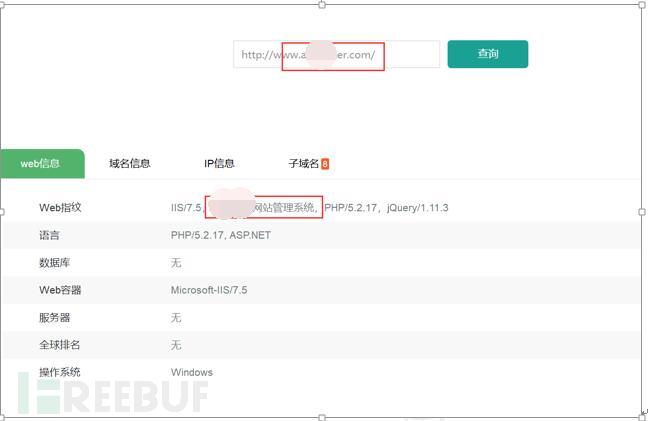 http://www.a er.com/ 查询
web信息 域名信息 IP信息 子域名 8
Web指纹 IIS/7.5, 网站管理系统, PHP/5.2.17, jQuery/1.11.3
语言 PHP/5.2.17, ASP.NET
数据库 无
Web容器 Microsoft-IIS/7.5
服务器 无
全球排名 无
操作系统 Windows
FREEBUF